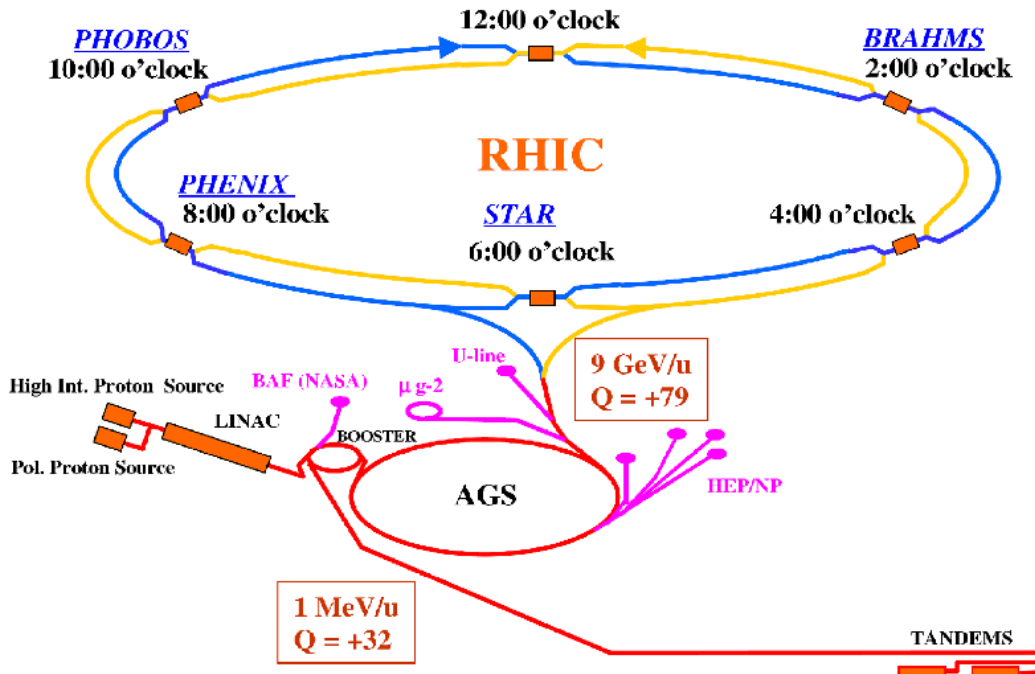 12:00 o'clock
PHOBOS
10:00 o'clock
BRAHMS
2:00 o'clock
RHIC
PHENIX
8:00 o'clock
STAR
6:00 o'clock
4:00 o'clock
9 GeV/u
Q = +79
U-line
BAF (NASA)
μ g-2
High Int. Proton Source
LINAC
BOOSTER
Pol. Proton Source
AGS
HEP/NP
1 MeV/u
Q = +32
TANDEMS